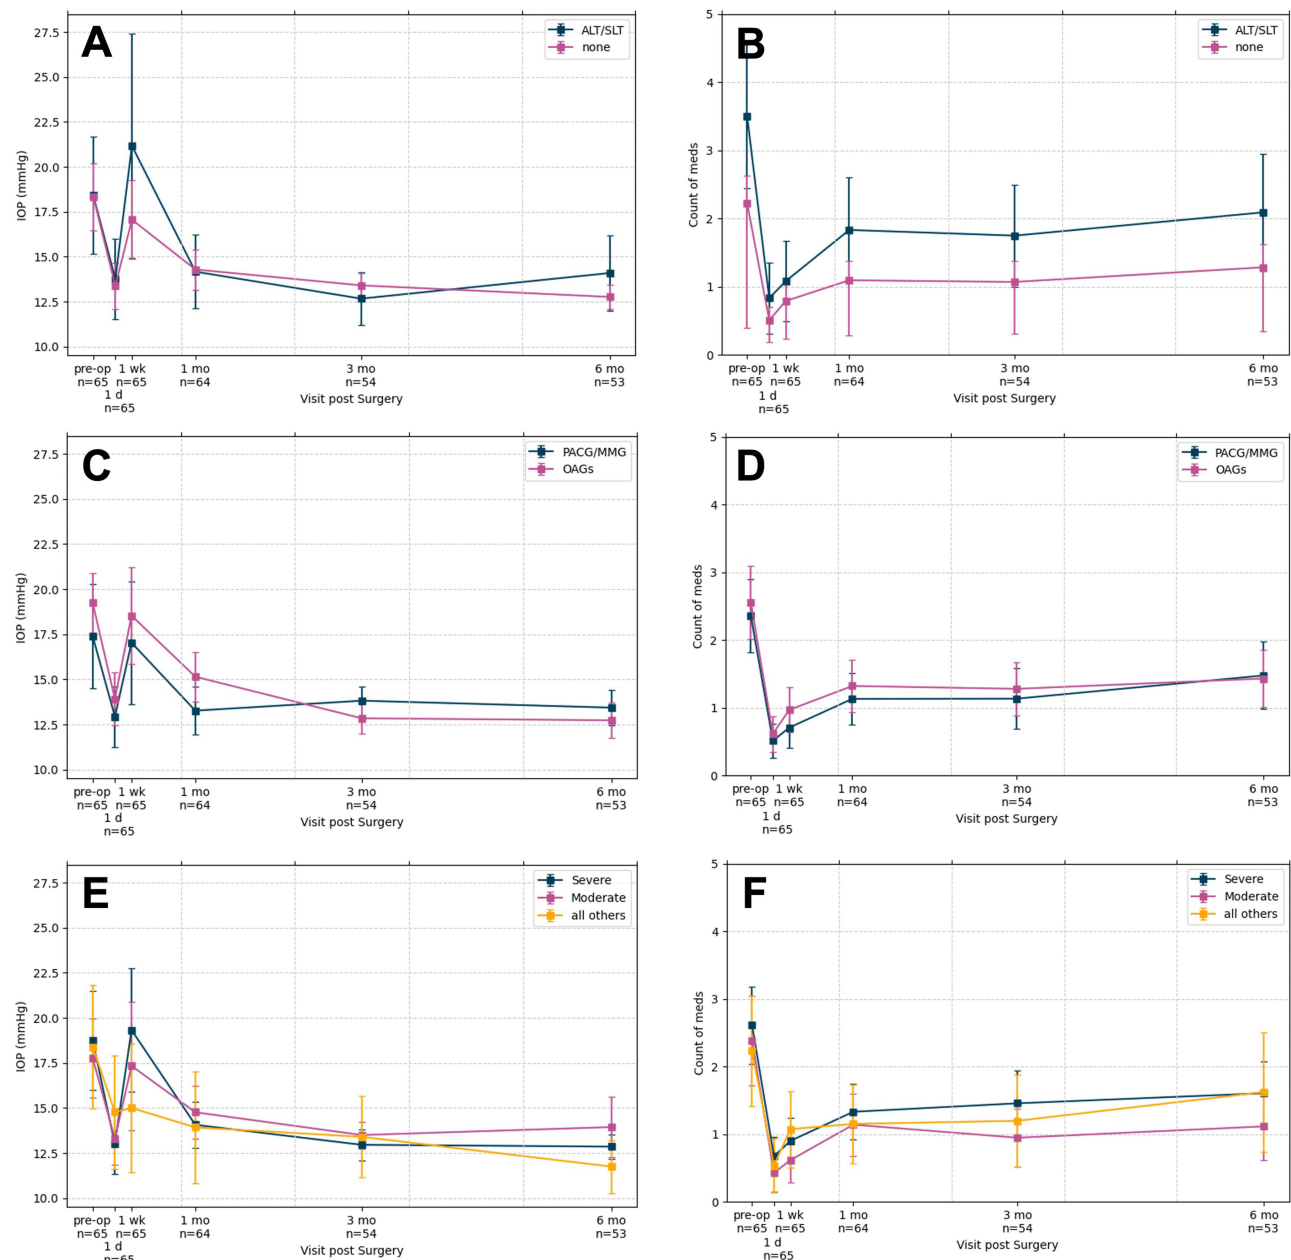 A
27.5
25.0
22.5
20.0
17.5
15.0
12.5
10.0
IOP (mmHg)
ALT/SLT
none
pre-op 1 wk 1 mo 3 mo 6 mo
n=65 n=65 n=64 n=54 n=53
1 d
n=65
Visit post Surgery
B
5
4
3
2
1
0
Count of meds
ALT/SLT
none
pre-op 1 wk 1 mo 3 mo 6 mo
n=65 n=65 n=64 n=54 n=53
1 d
n=65
Visit post Surgery
C
27.5
25.0
22.5
20.0
17.5
15.0
12.5
10.0
IOP (mmHg)
PACG/MMG
OAGs
pre-op 1 wk 1 mo 3 mo 6 mo
n=65 n=65 n=64 n=54 n=53
1 d
n=65
Visit post Surgery
D
5
4
3
2
1
0
Count of meds
PACG/MMG
OAGs
pre-op 1 wk 1 mo 3 mo 6 mo
n=65 n=65 n=64 n=54 n=53
1 d
n=65
Visit post Surgery
E
27.5
25.0
22.5
20.0
17.5
15.0
12.5
10.0
IOP (mmHg)
Severe
Moderate
all others
pre-op 1 wk 1 mo 3 mo 6 mo
n=65 n=65 n=64 n=54 n=53
1 d
n=65
Visit post Surgery
F
5
4
3
2
1
0
Count of meds
Severe
Moderate
all others
pre-op 1 wk 1 mo 3 mo 6 mo
n=65 n=65 n=64 n=54 n=53
1 d
n=65
Visit post Surgery